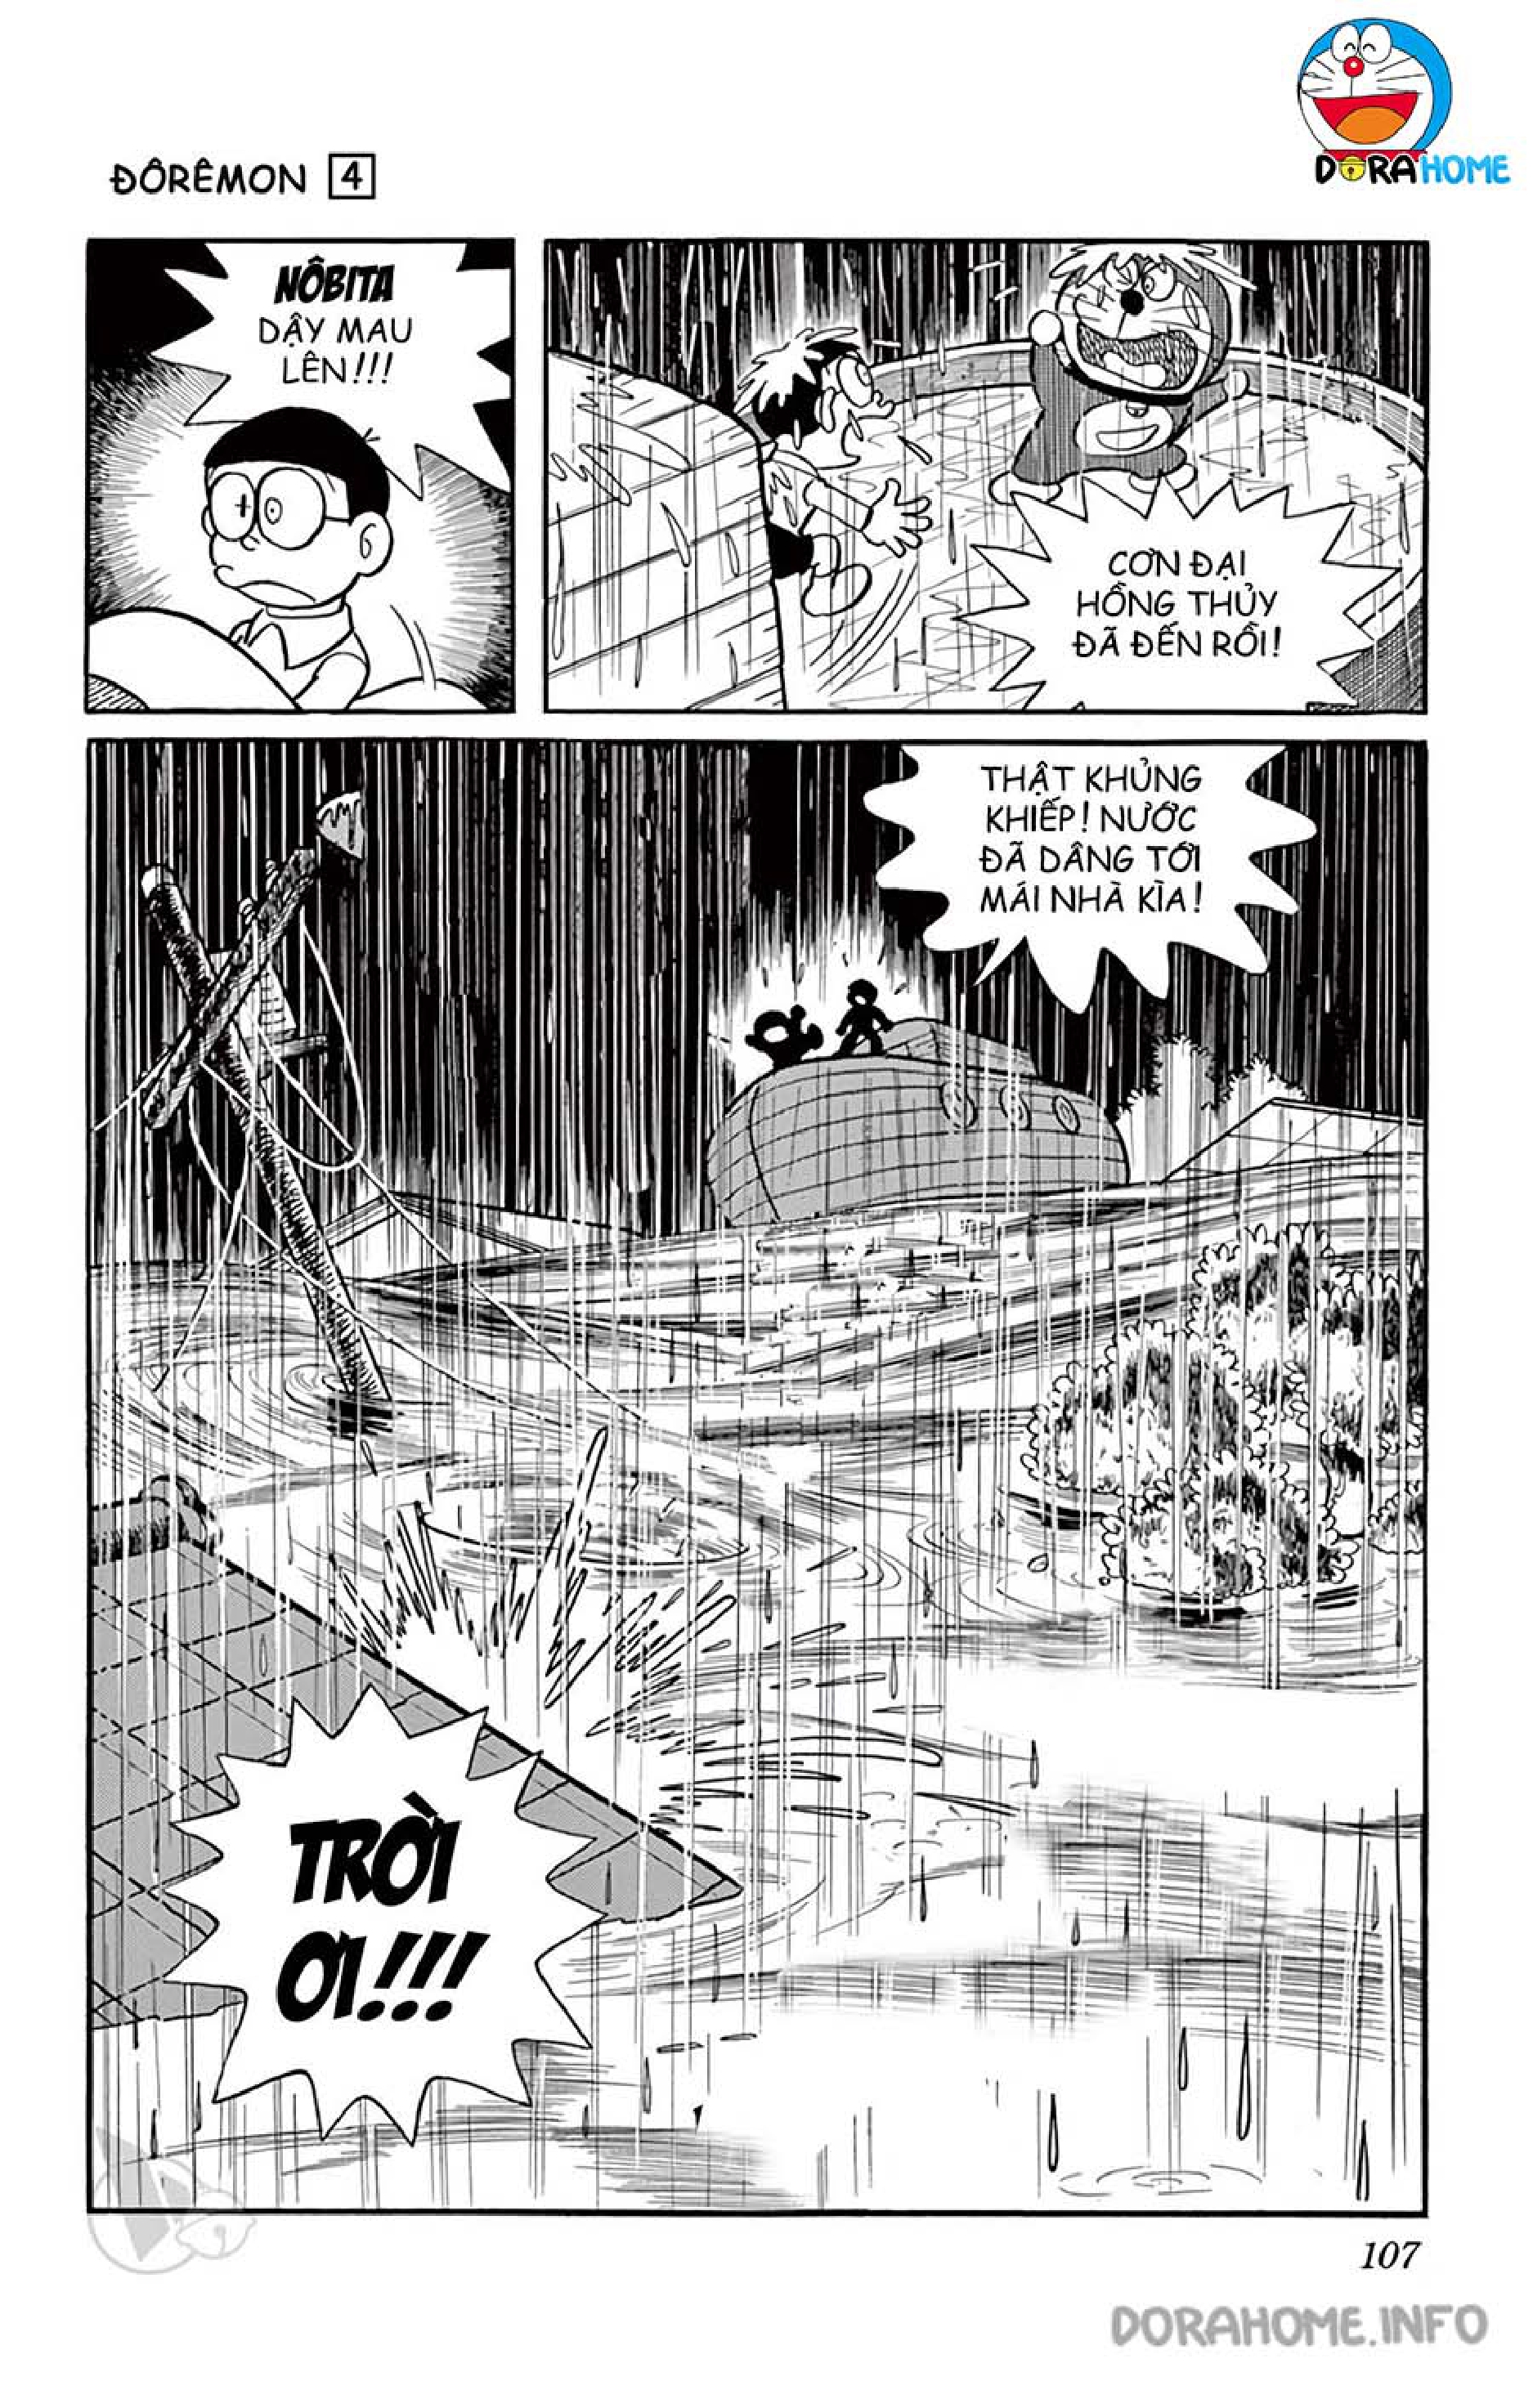 DORAHOME
ĐÔRÊMON 4
NÔBITA
DẬY MAU
LÊN!!!
CƠN ĐẠI
HỒNG THỦY
ĐÃ ĐẾN RỒI!
THẬT KHỦNG
KHIẾP! NƯỚC
ĐÃ DÂNG TỚI
MÁI NHÀ KÌA!
TRỜI
ƠI!!!
107
DORAHOME.INFO